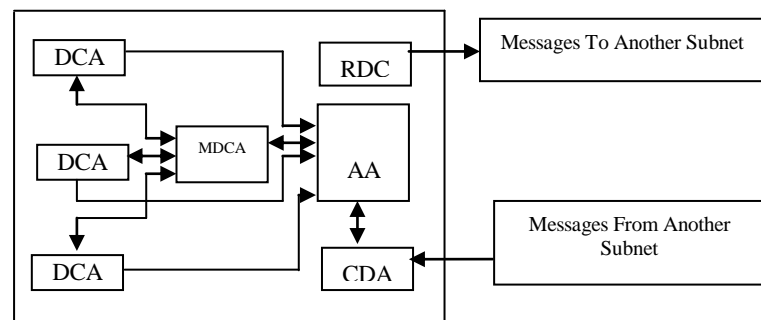 DCA
RDC
Messages To Another Subnet
DCA
MDCA
AA
DCA
CDA
Messages From Another
Subnet